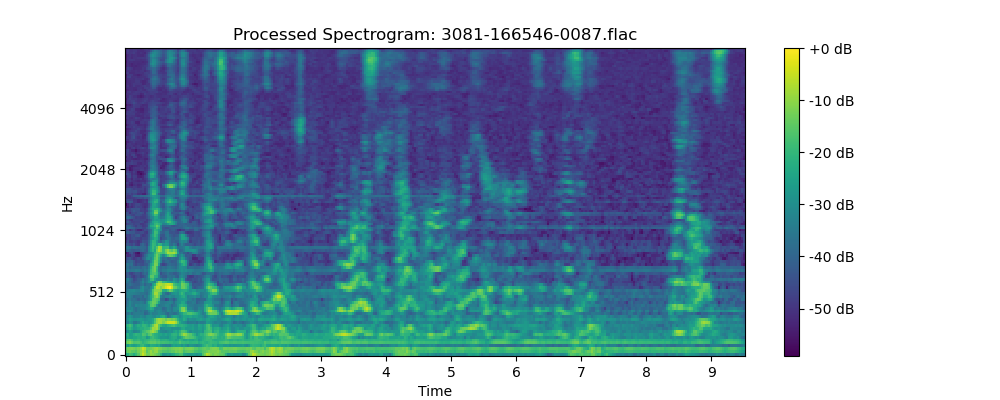 Processed Spectrogram: 3081-166546-0087.flac
+0 dB
4096
-10 dB
2048
-20 dB
Hz
1024
-30 dB
512
-40 dB
0
-50 dB
0 1 2 3 4 5 6 7 8 9
Time